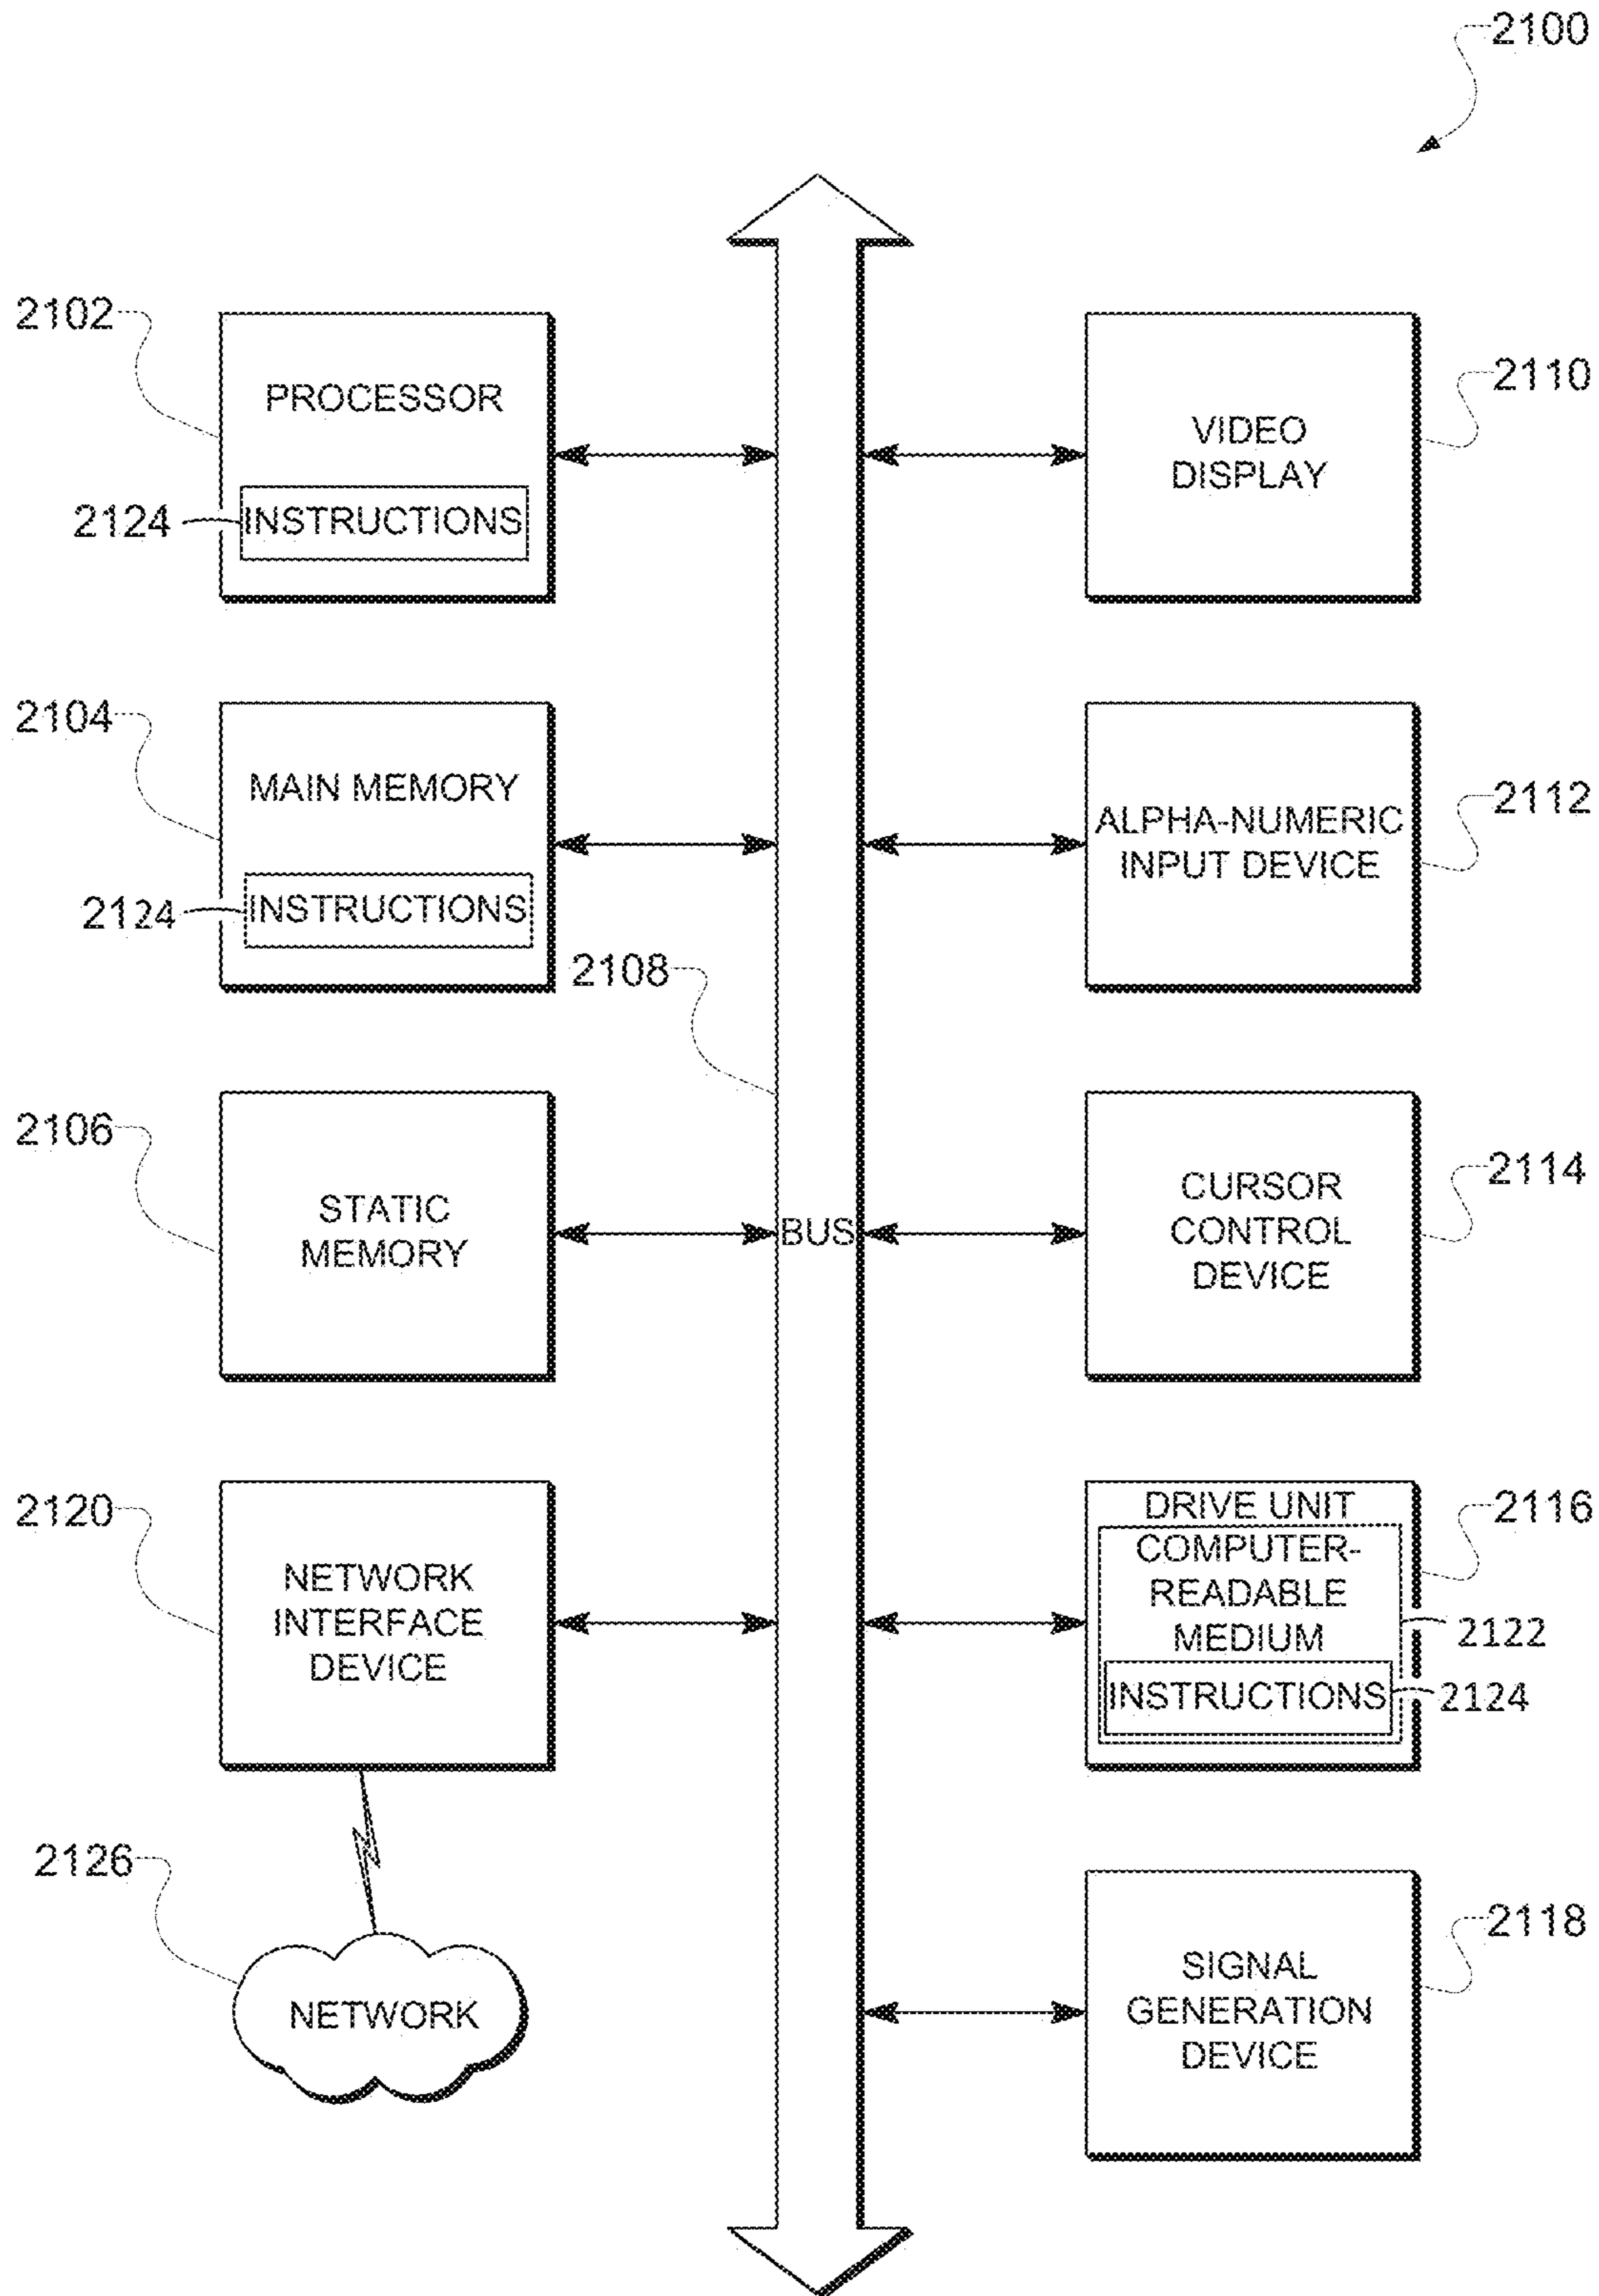 2100
2102
PROCESSOR
2124
INSTRUCTIONS
2110
VIDEO
DISPLAY
2104
MAIN MEMORY
2124
INSTRUCTIONS
2112
ALPHA-NUMERIC
INPUT DEVICE
2108
2106
STATIC
MEMORY
BUS
2114
CURSOR
CONTROL
DEVICE
2120
NETWORK
INTERFACE
DEVICE
2116
DRIVE UNIT
COMPUTER-
READABLE
MEDIUM
2122
INSTRUCTIONS
2124
2126
NETWORK
2118
SIGNAL
GENERATION
DEVICE